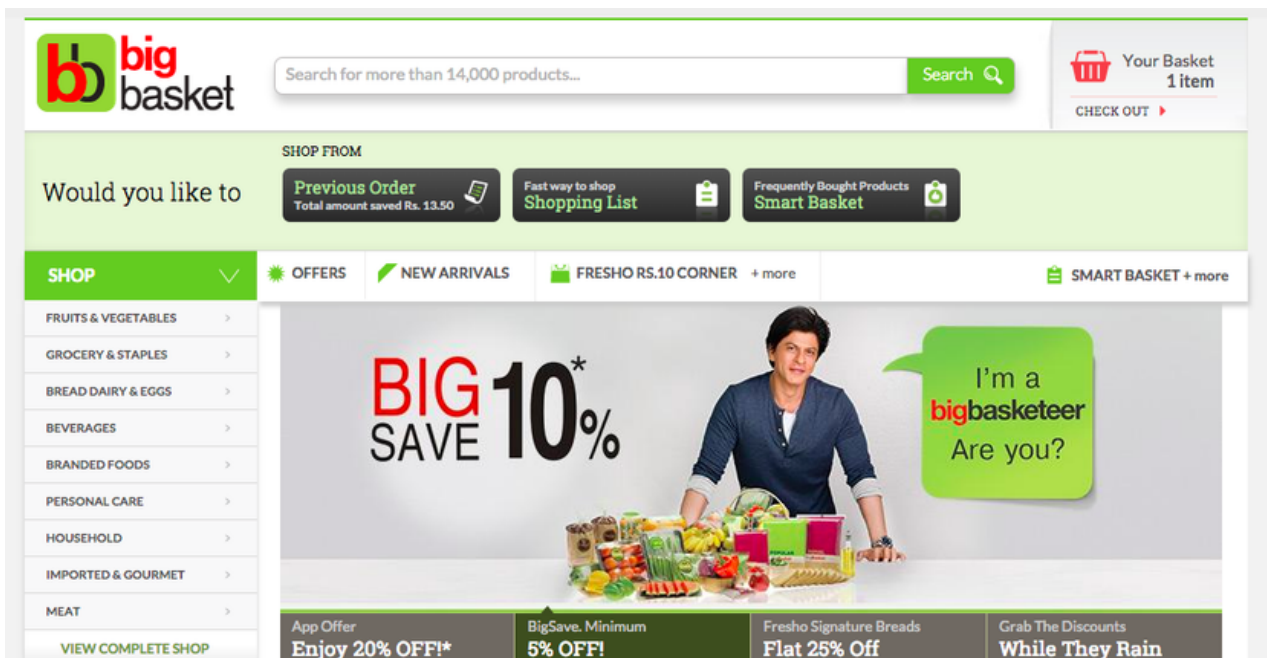 big
basket
Search for more than 14,000 products...
Search
Your Basket
1 item
CHECK OUT
SHOP FROM
Would you like to
Previous Order
Total amount saved Rs. 13.50
Fast way to shop
Shopping List
Frequently Bought Products
Smart Basket
SHOP
OFFERS
NEW ARRIVALS
FRESHO RS.10 CORNER + more
SMART BASKET + more
FRUITS & VEGETABLES
GROCERY & STAPLES
BREAD DAIRY & EGGS
BEVERAGES
BRANDED FOODS
PERSONAL CARE
HOUSEHOLD
IMPORTED & GOURMET
MEAT
VIEW COMPLETE SHOP
BIG
SAVE
10*%
I'm a
bigbasketeer
Are you?
POPULAR
App Offer
Enjoy 20% OFF!*
BigSave. Minimum
5% OFF!
Fresho Signature Breads
Flat 25% Off
Grab The Discounts
While They Rain